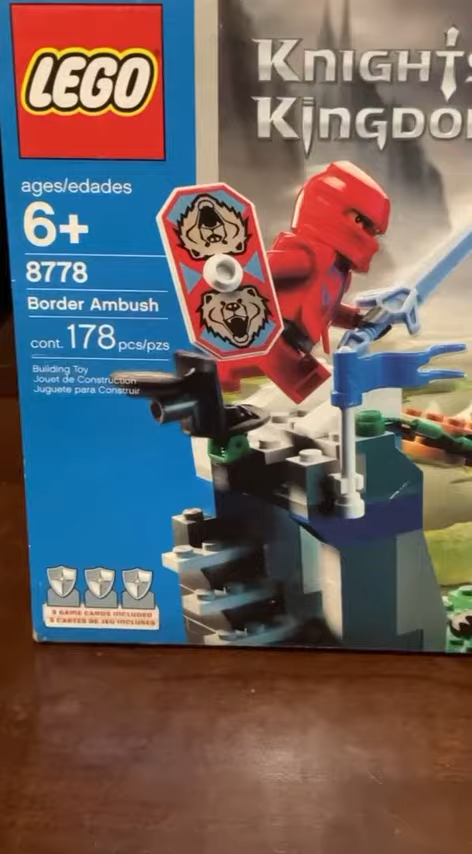 LEGO
KNIGHTS
KINGDO
ages/edades
6+
8778
Border Ambush
cont. 178 pcs/pzs
Building Toy
Jouet de Construction
Juguete para Construir
3 GAME CARDS INCLUDED
3 CARTES DE JEU INCLUSES